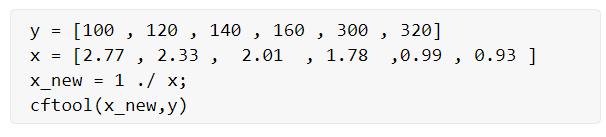 y = [100 , 120 , 140 , 160 , 300 , 320]
x = [2.77 , 2.33 ,  2.01  , 1.78  ,0.99 , 0.93 ]
x_new = 1 ./ x;
cftool(x_new,y)